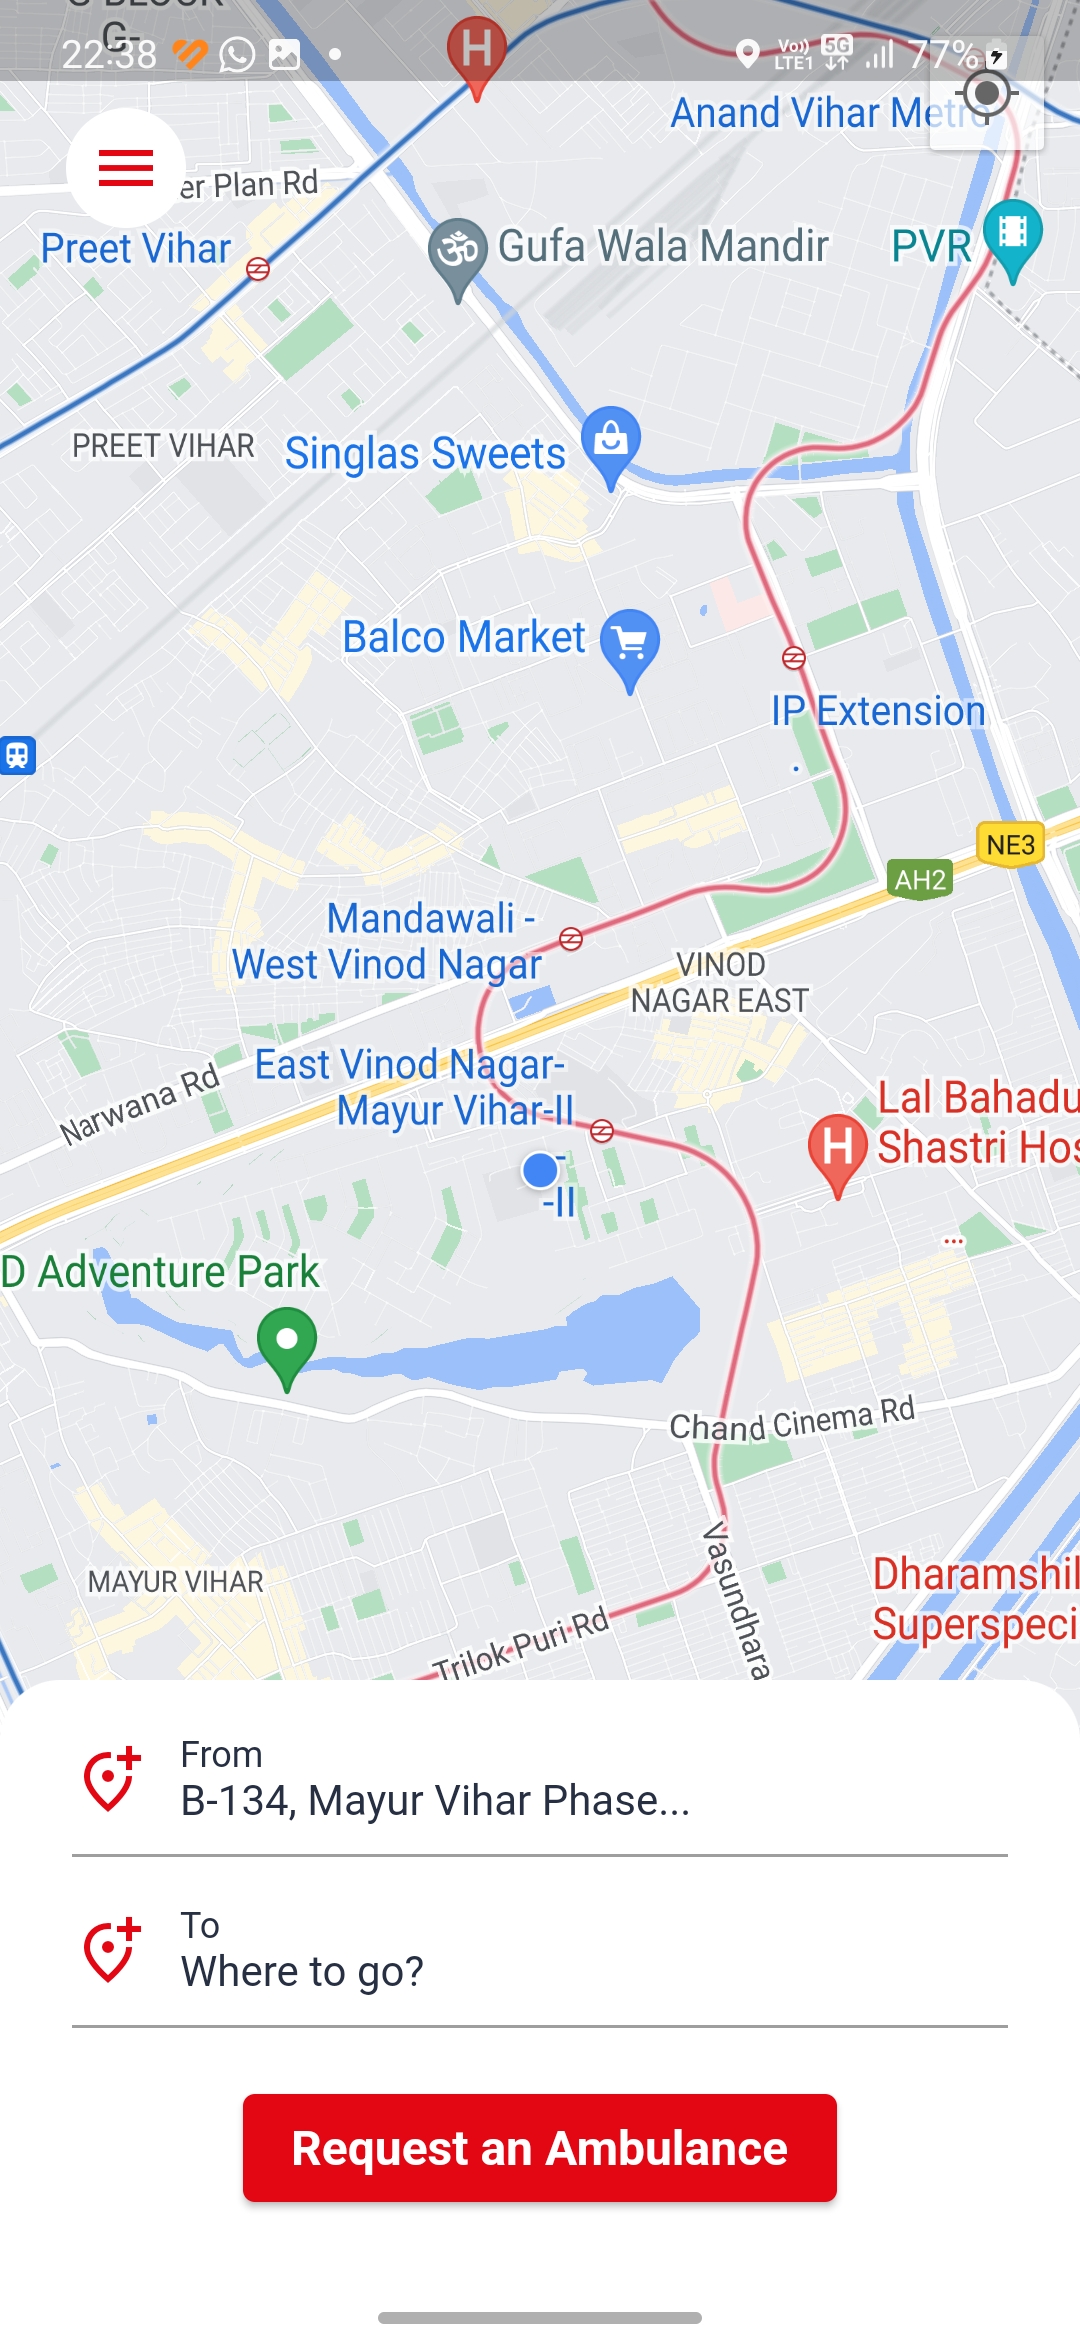 G-BLOCK
G-
22:38
Vo))
LTE1
5G
77%
Anand Vihar Metro
er Plan Rd
Preet Vihar
Gufa Wala Mandir
PVR
PREET VIHAR
Singlas Sweets
Balco Market
IP Extension
NE3
AH2
Mandawali -
West Vinod Nagar
VINOD
NAGAR EAST
East Vinod Nagar-
Mayur Vihar-II
Narwana Rd
Lal Bahadu
Shastri Hos
-
-II
D Adventure Park
Chand Cinema Rd
MAYUR VIHAR
Vasundhara
Dharamshil
Superspeci
Trilok Puri Rd
From
B-134, Mayur Vihar Phase...
To
Where to go?
Request an Ambulance